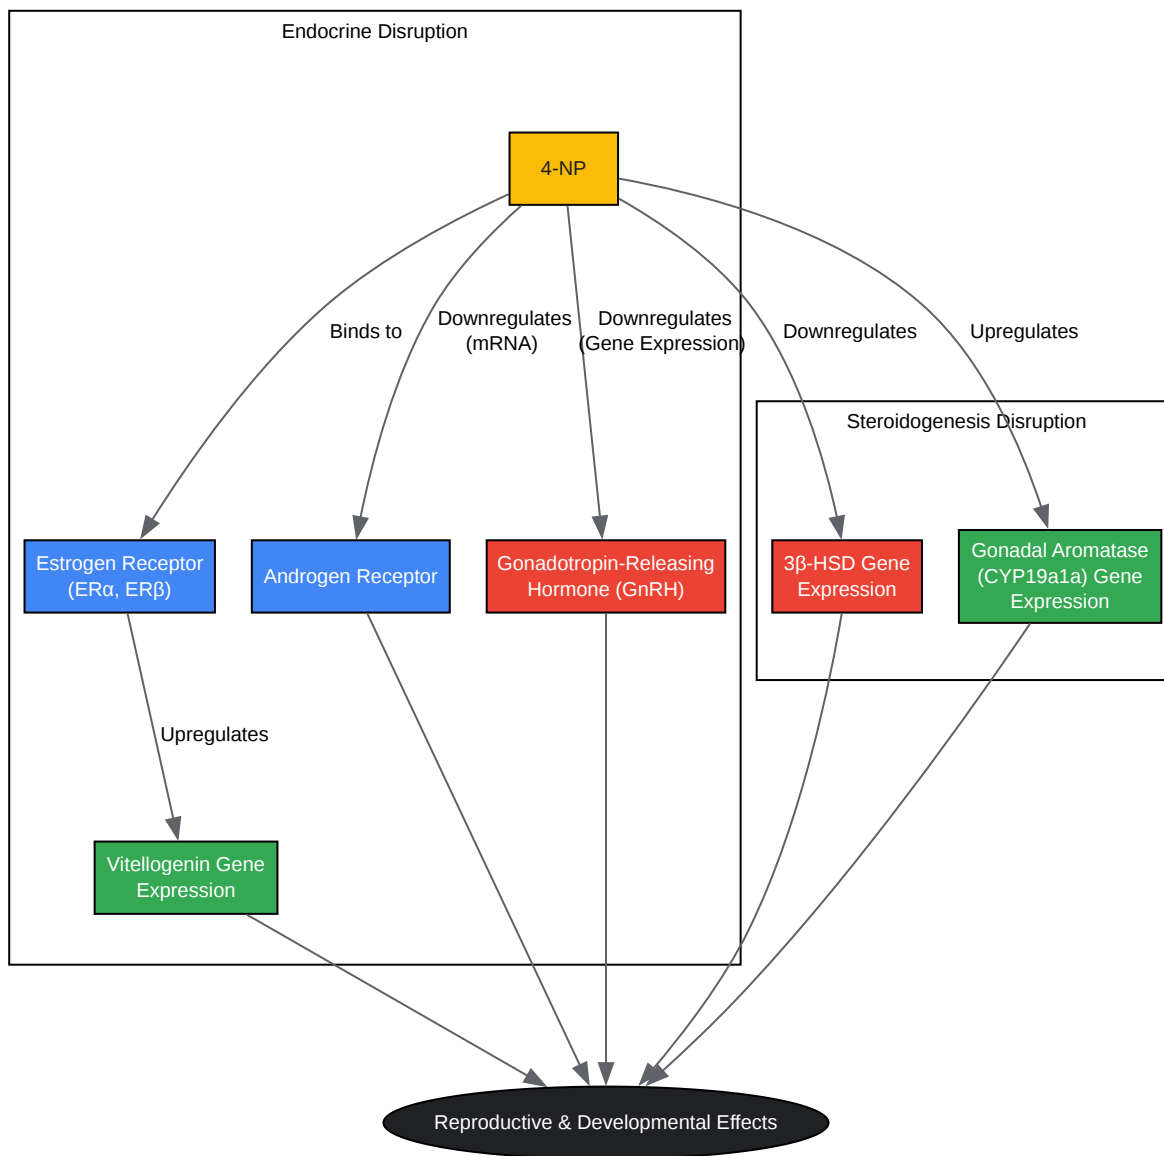 Endocrine Disruption
4-NP
Binds to
Downregulates
(mRNA)
Downregulates
(Gene Expression)
Downregulates
Upregulates
Steroidogenesis Disruption
Estrogen Receptor
(ERα, ERβ)
Androgen Receptor
Gonadotropin-Releasing
Hormone (GnRH)
3β-HSD Gene
Expression
Gonadal Aromatase
(CYP19a1a) Gene
Expression
Upregulates
Vitellogenin Gene
Expression
Reproductive & Developmental Effects